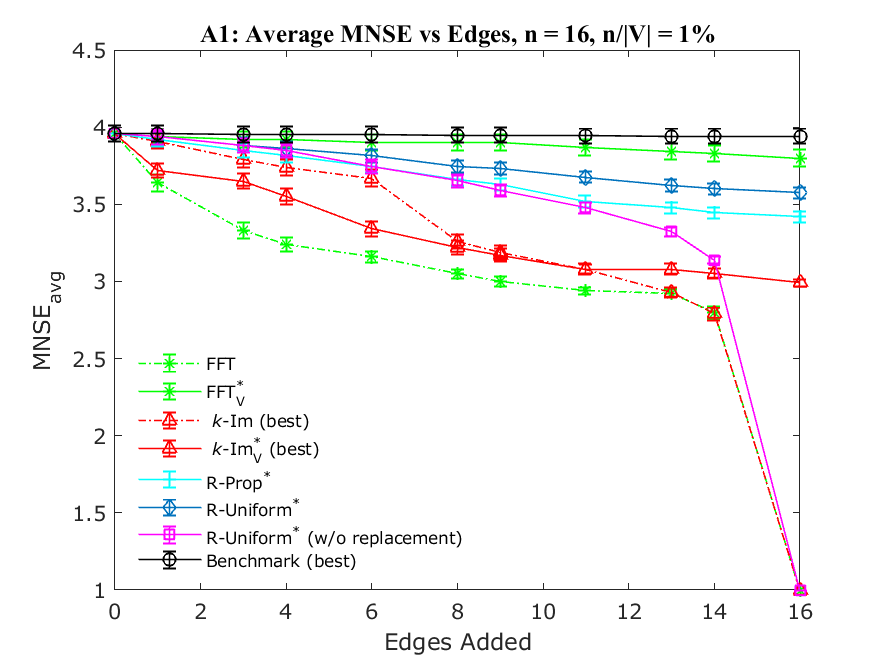 A1: Average MNSE vs Edges, n = 16, n/|V| = 1%
4.5
4
3.5
3
2.5
2
1.5
1
MNSE_avg
FFT
FFT*_V
k-Im (best)
k-Im*_V (best)
R-Prop*
R-Uniform*
R-Uniform* (w/o replacement)
Benchmark (best)
0 2 4 6 8 10 12 14 16
Edges Added